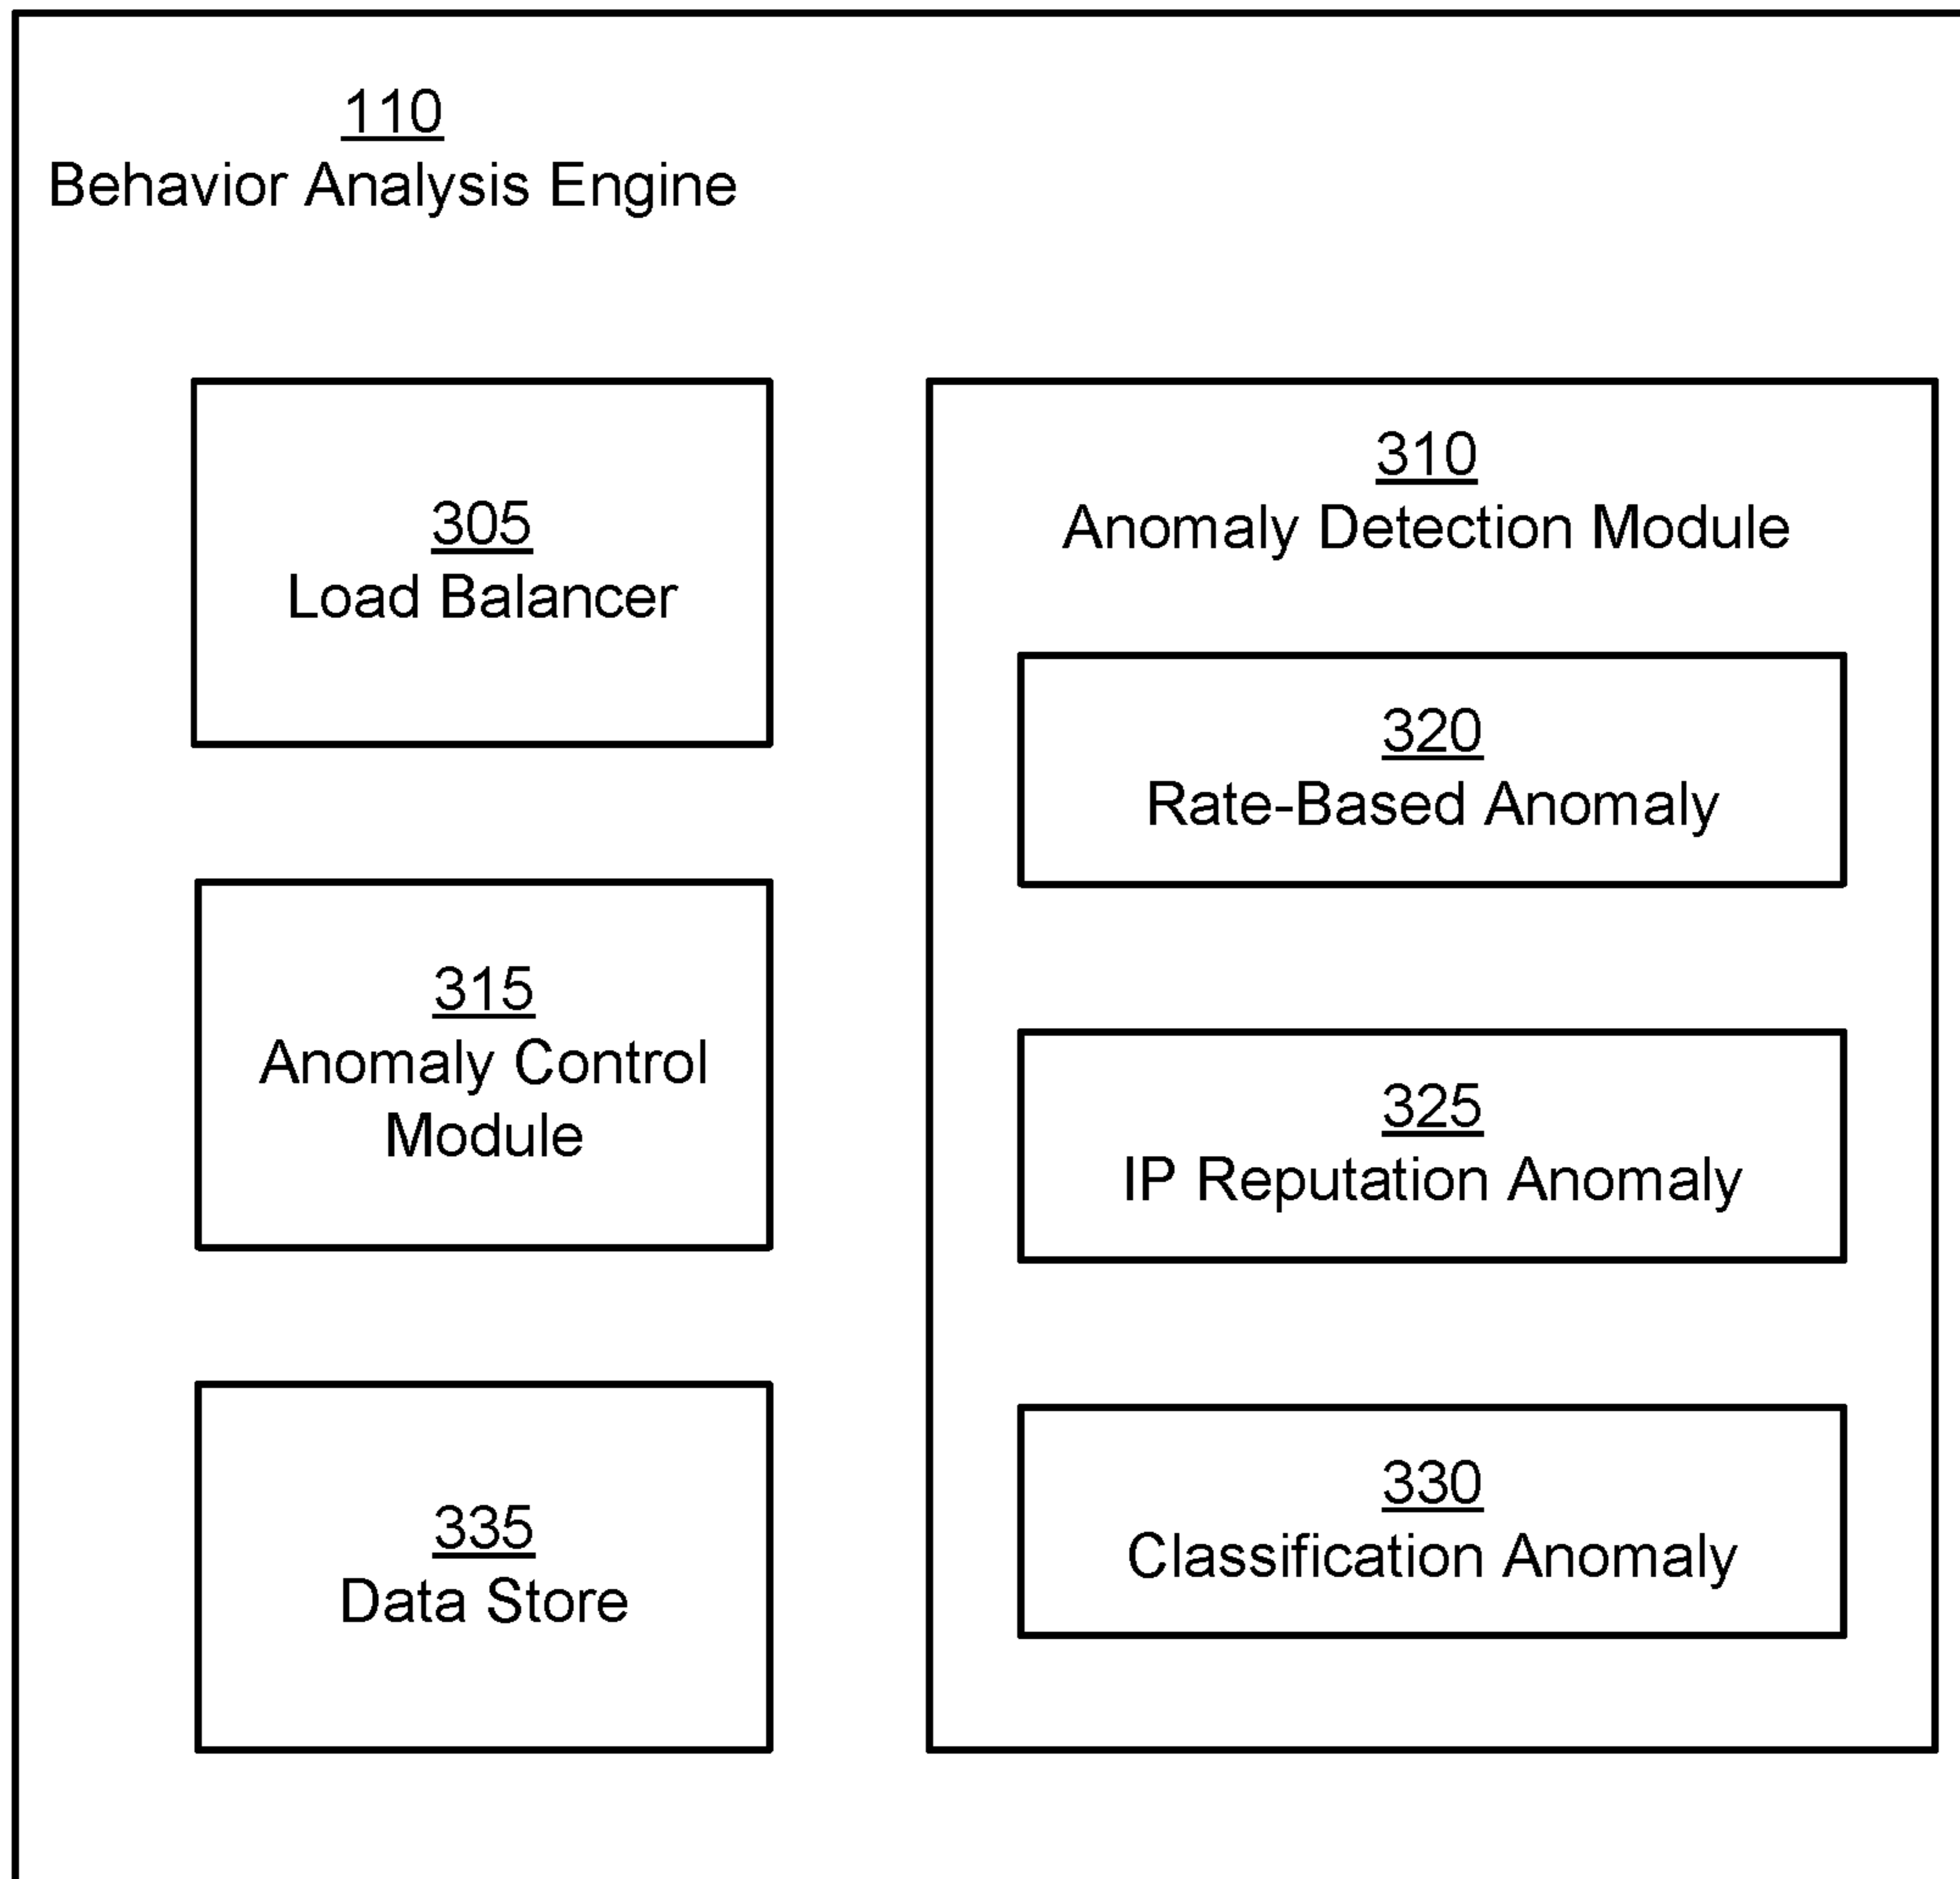 110
Behavior Analysis Engine
305
Load Balancer
315
Anomaly Control
Module
335
Data Store
310
Anomaly Detection Module
320
Rate-Based Anomaly
325
IP Reputation Anomaly
330
Classification Anomaly